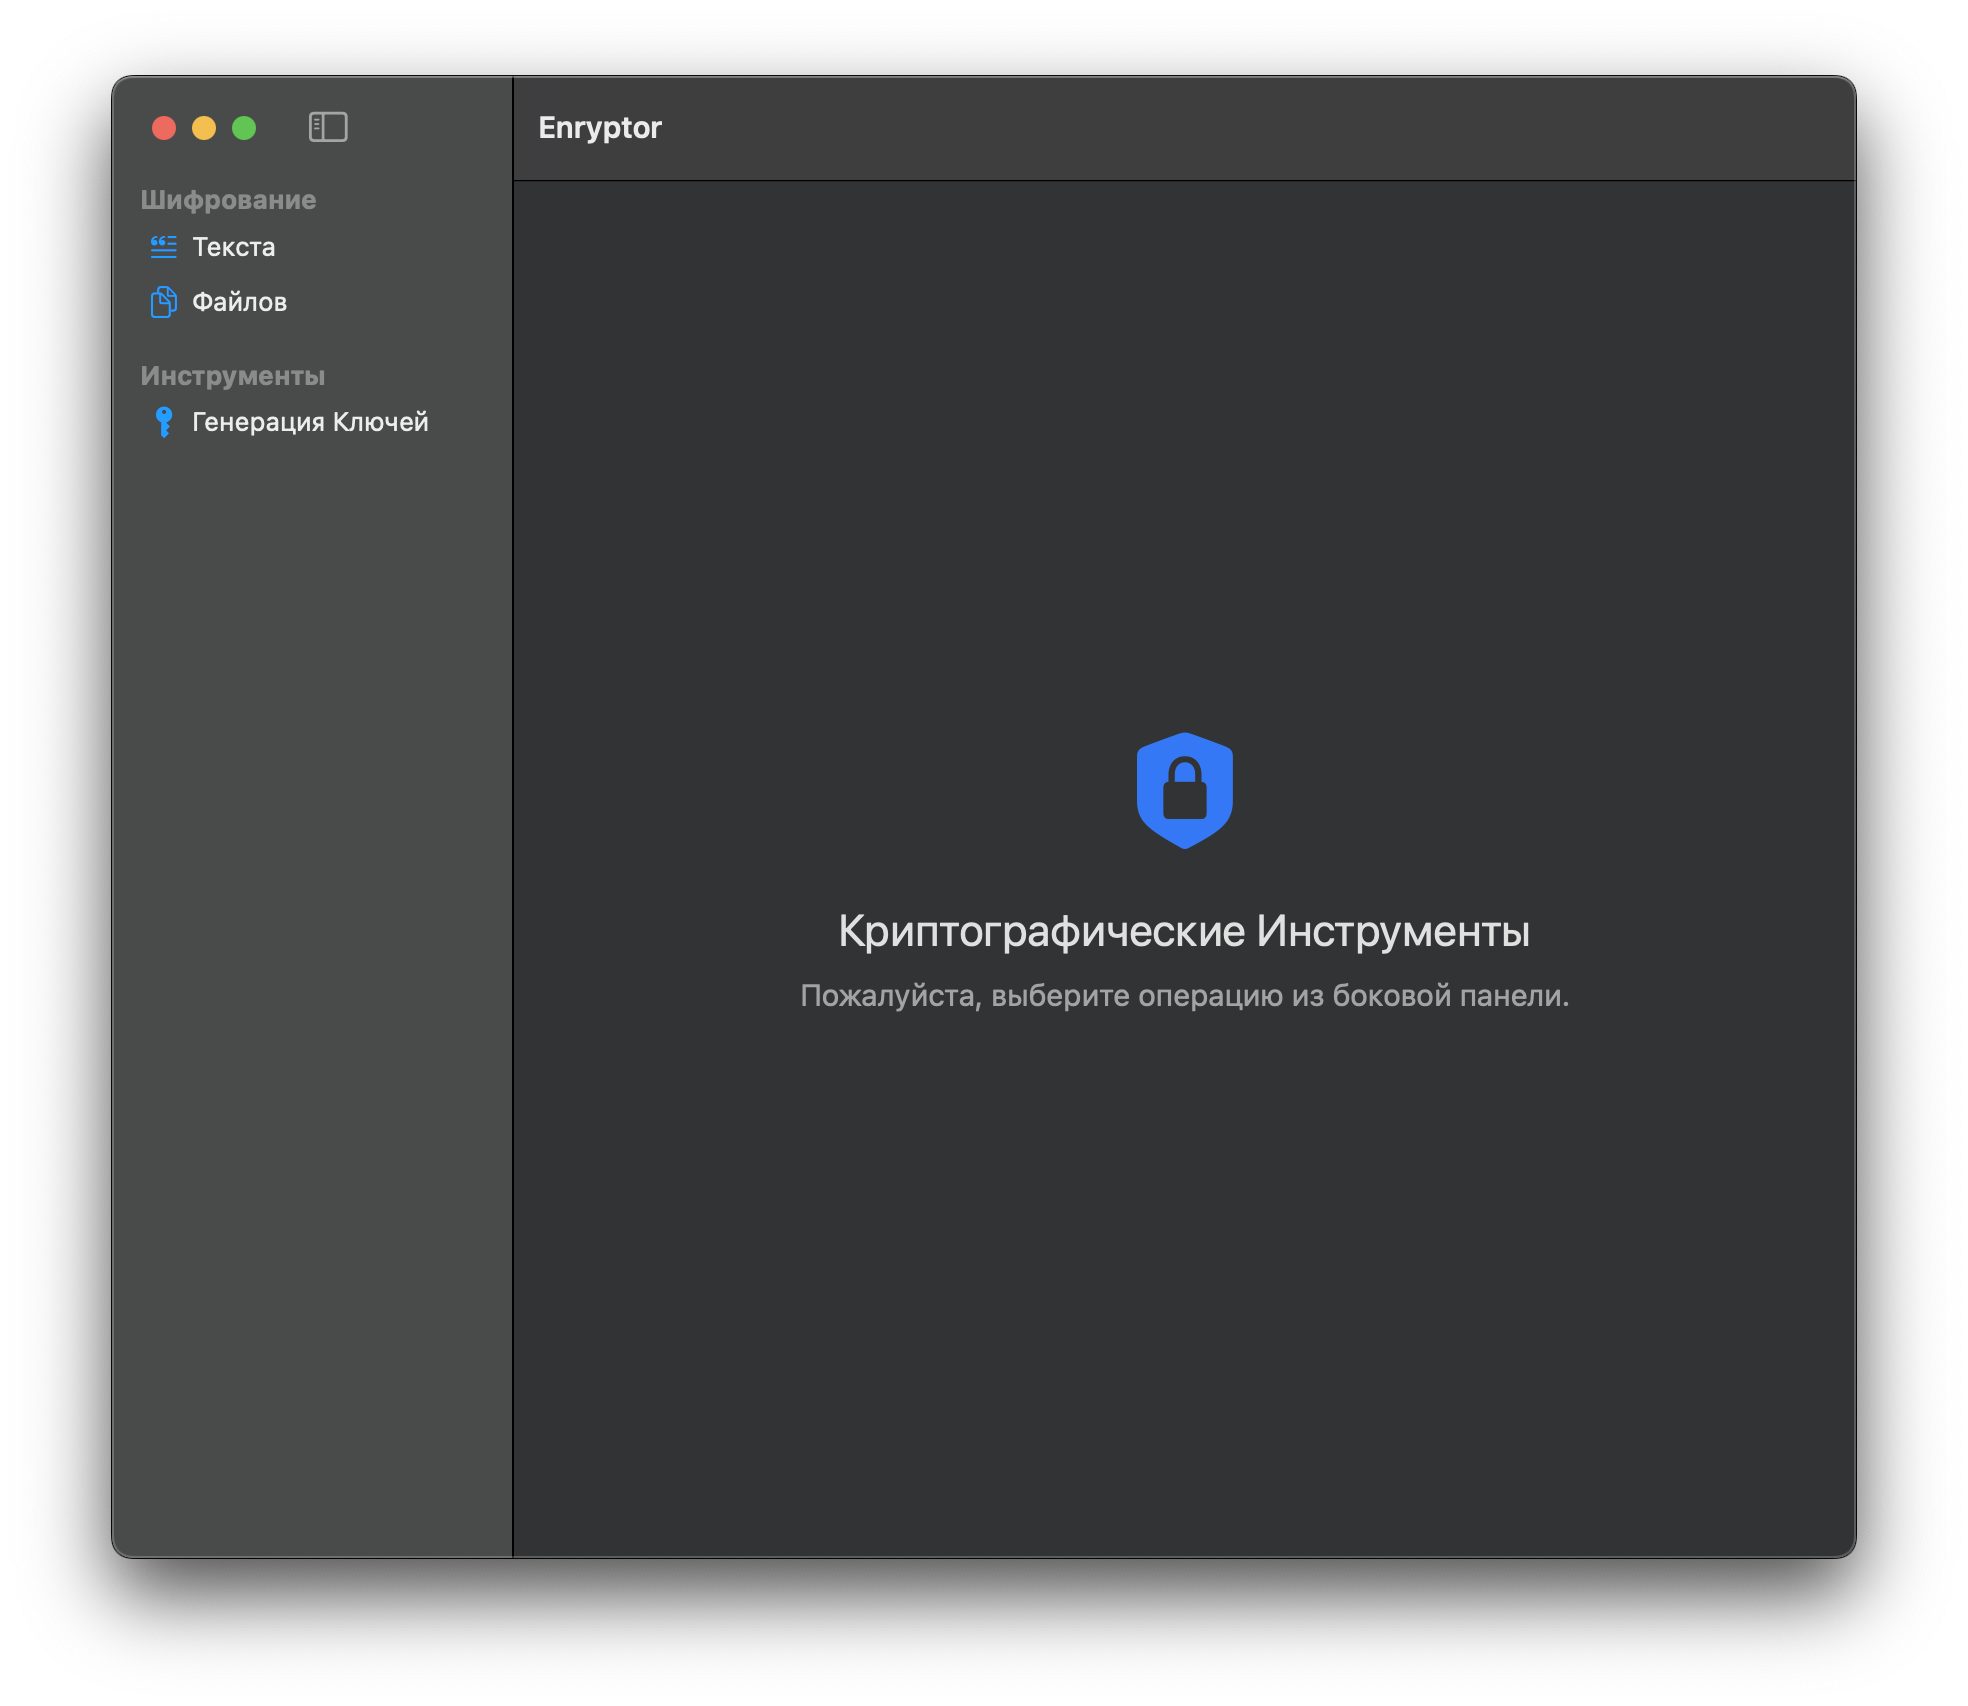 Enryptor
Шифрование
Текста
Файлов
Инструменты
Генерация Ключей
Криптографические Инструменты
Пожалуйста, выберите операцию из боковой панели.